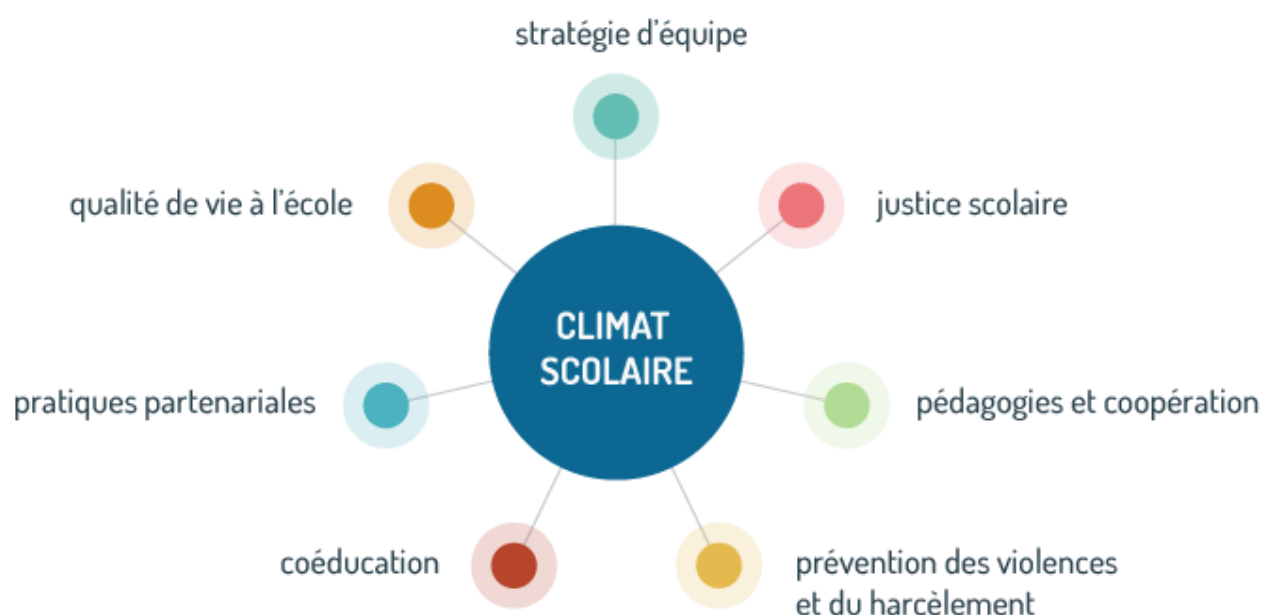 stratégie d'équipe
qualité de vie à l'école
justice scolaire
CLIMAT
SCOLAIRE
pratiques partenariales
pédagogies et coopération
coéducation
prévention des violences
et du harcèlement